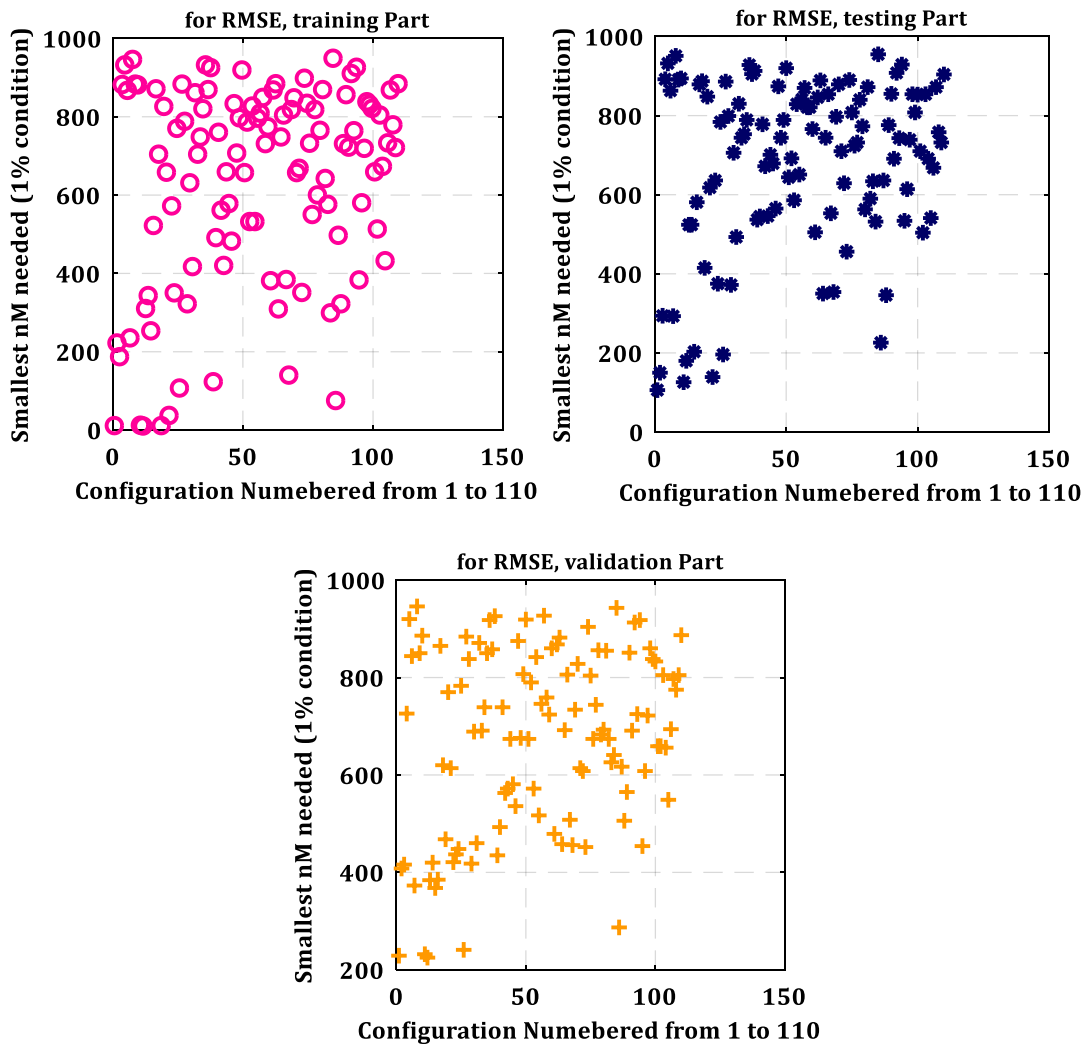 for RMSE, training Part
Smallest nM needed (1% condition)
1000
800
600
400
200
0
0 50 100 150
Configuration Numebered from 1 to 110
for RMSE, testing Part
Smallest nM needed (1% condition)
1000
800
600
400
200
0
0 50 100 150
Configuration Numebered from 1 to 110
for RMSE, validation Part
Smallest nM needed (1% condition)
1000
800
600
400
200
0 50 100 150
Configuration Numebered from 1 to 110